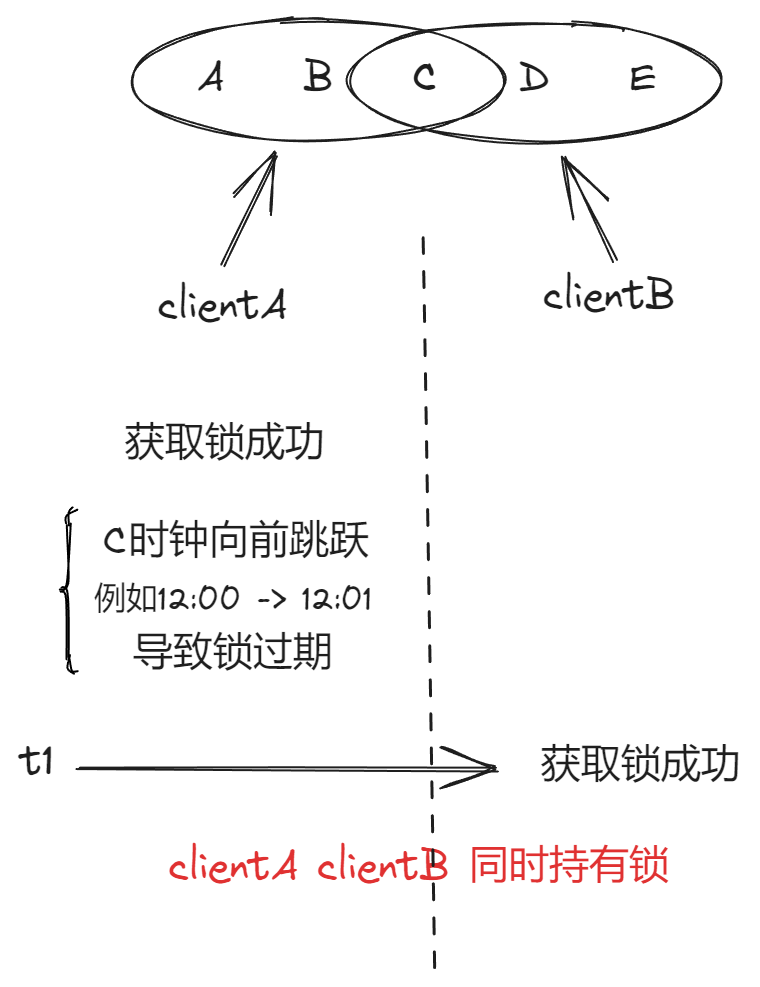 A B C D E
clientA
clientB
获取锁成功
C时钟向前跳跃
例如12:00 -> 12:01
导致锁过期
t1
获取锁成功
clientA clientB 同时持有锁